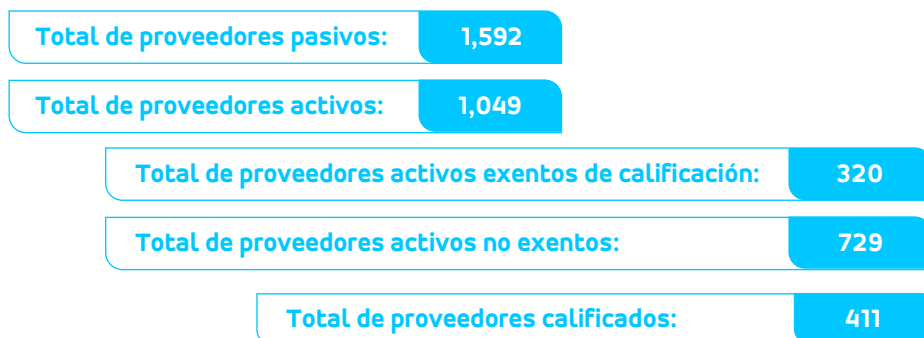 Total de proveedores pasivos: 1,592
Total de proveedores activos: 1,049
Total de proveedores activos exentos de calificación: 320
Total de proveedores activos no exentos: 729
Total de proveedores calificados: 411